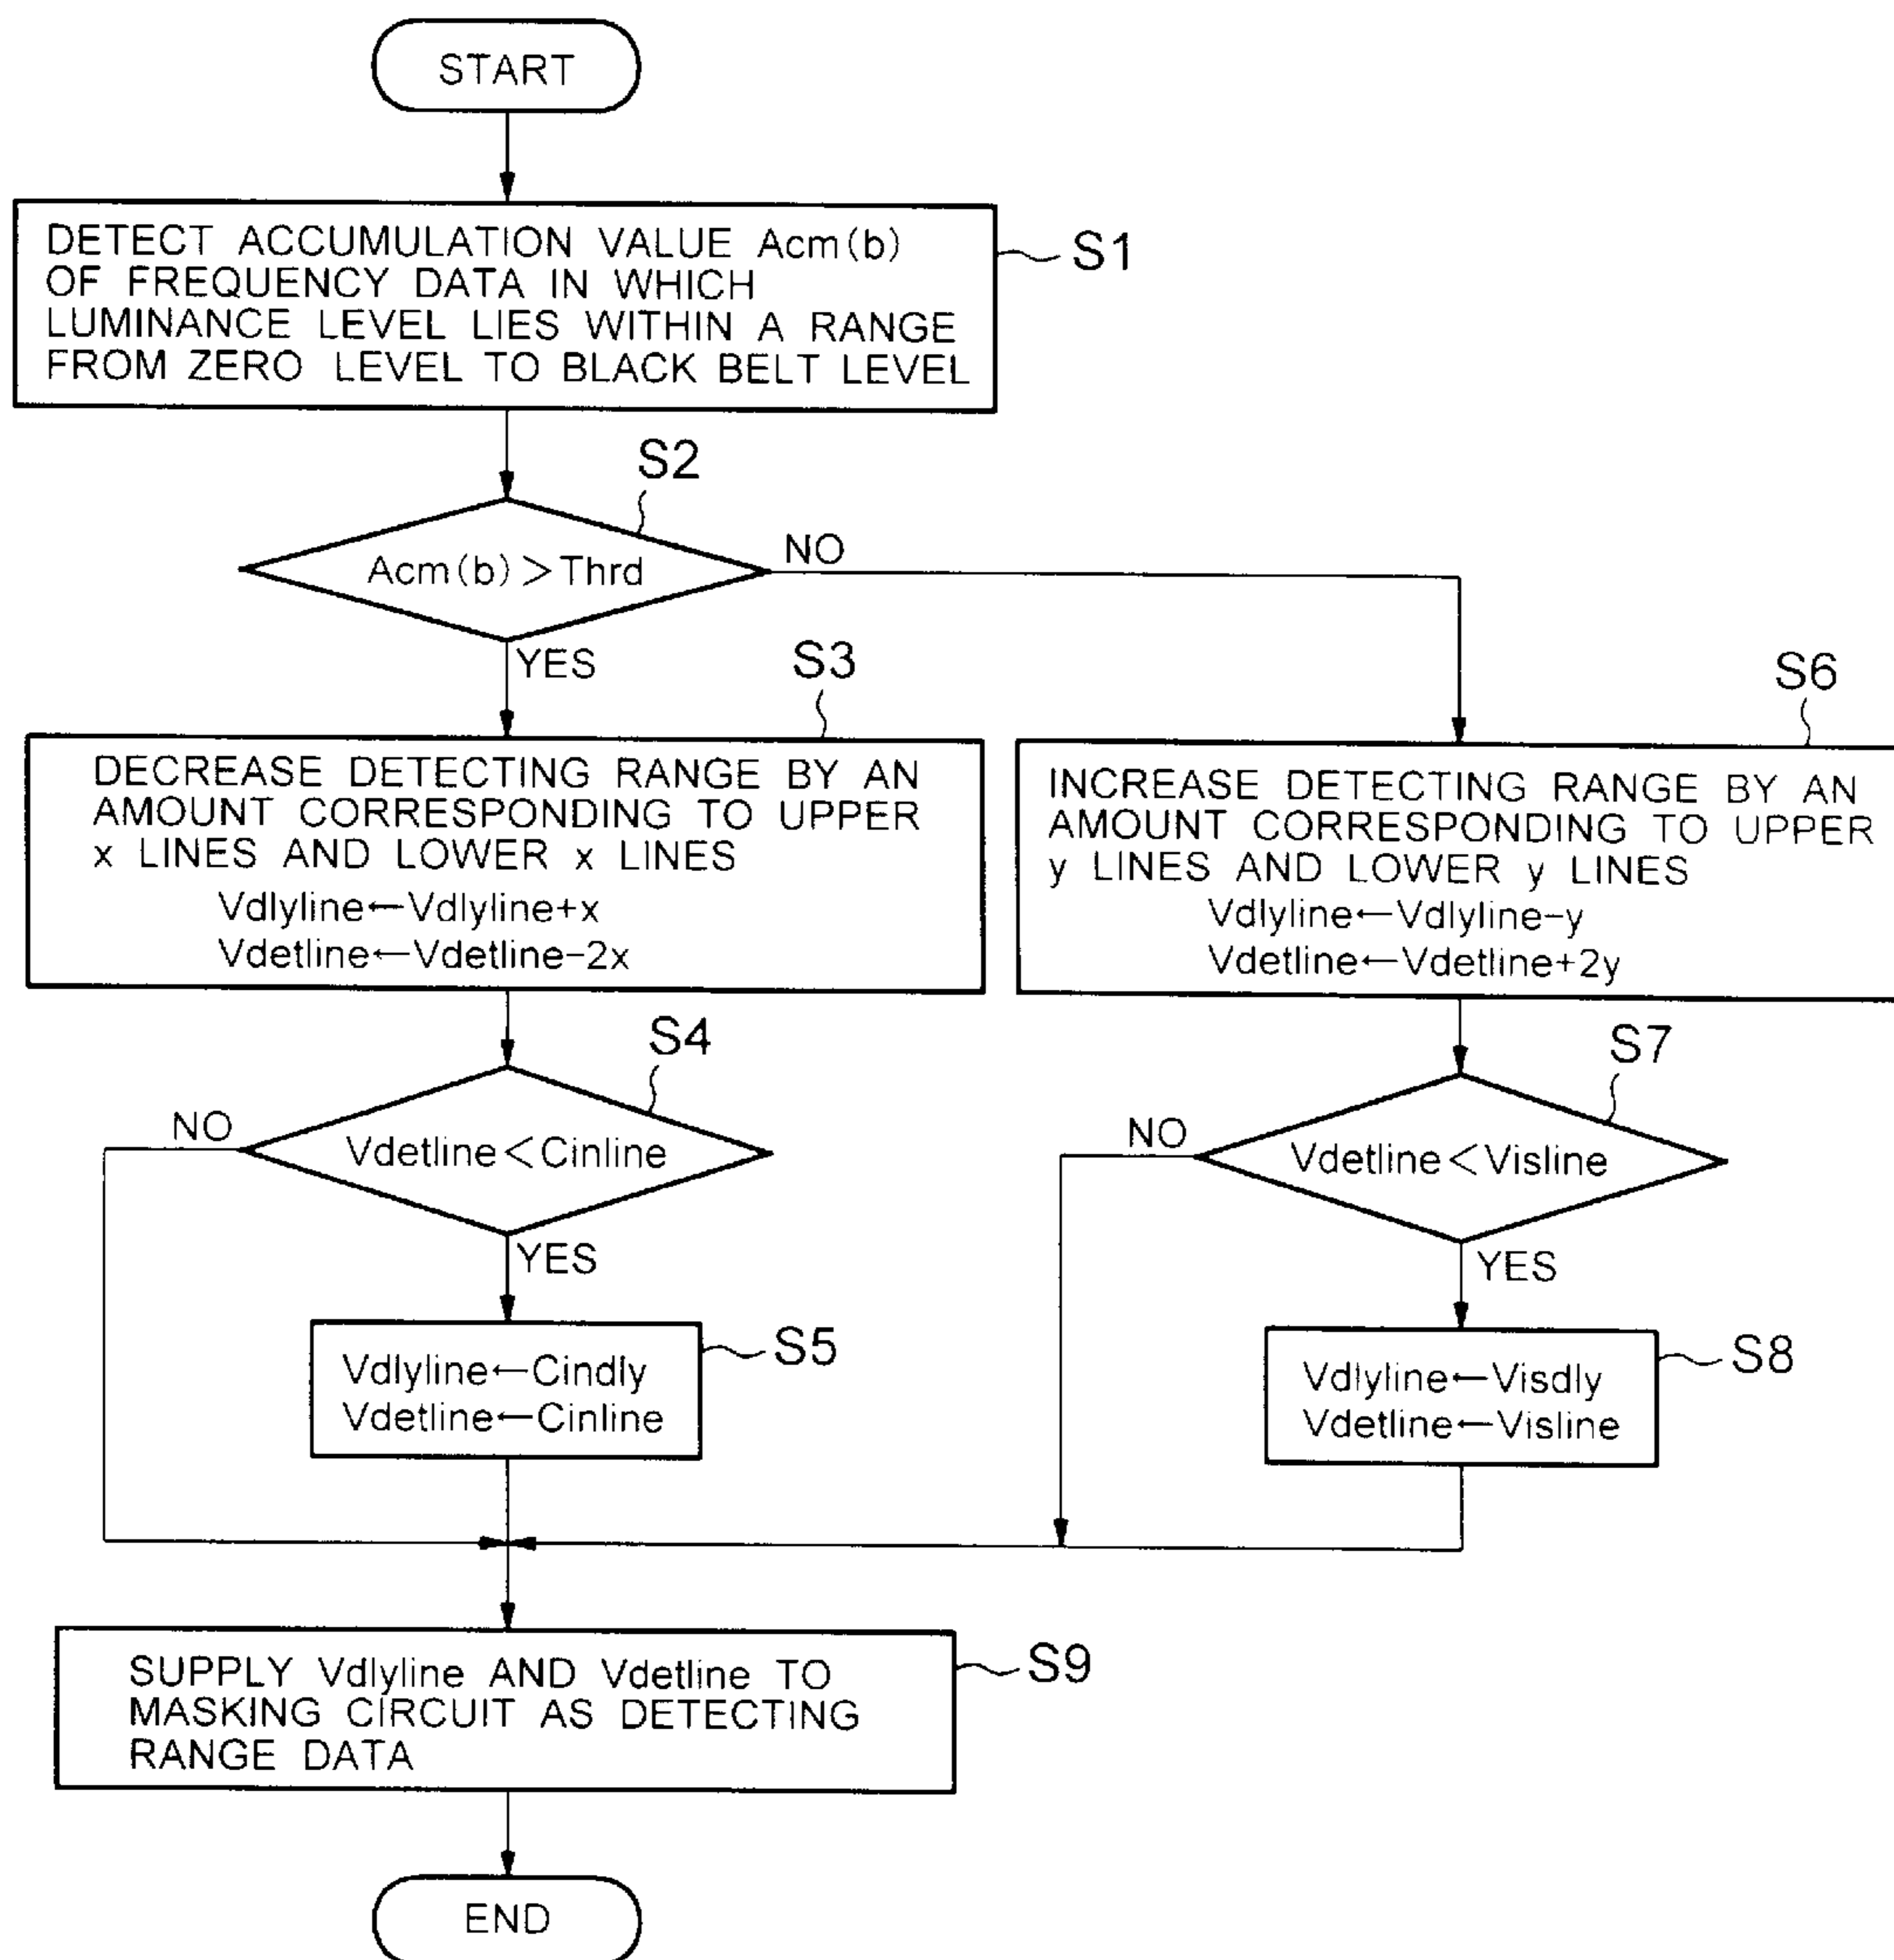 START
DETECT ACCUMULATION VALUE Acm(b)
OF FREQUENCY DATA IN WHICH
LUMINANCE LEVEL LIES WITHIN A RANGE
FROM ZERO LEVEL TO BLACK BELT LEVEL
S1
S2
Acm(b)>Thrd
NO
YES
S3
DECREASE DETECTING RANGE BY AN
AMOUNT CORRESPONDING TO UPPER
x LINES AND LOWER x LINES
Vdlyline←Vdlyline+x
Vdetline←Vdetline-2x
S6
INCREASE DETECTING RANGE BY AN
AMOUNT CORRESPONDING TO UPPER
y LINES AND LOWER y LINES
Vdlyline←Vdlyline-y
Vdetline←Vdetline+2y
S4
NO
Vdetline<Cinline
YES
S7
NO
Vdetline<Visline
YES
Vdlyline←Cindly
Vdetline←Cinline
S5
Vdlyline←Visdly
Vdetline←Visline
S8
SUPPLY Vdlyline AND Vdetline TO
MASKING CIRCUIT AS DETECTING
RANGE DATA
S9
END